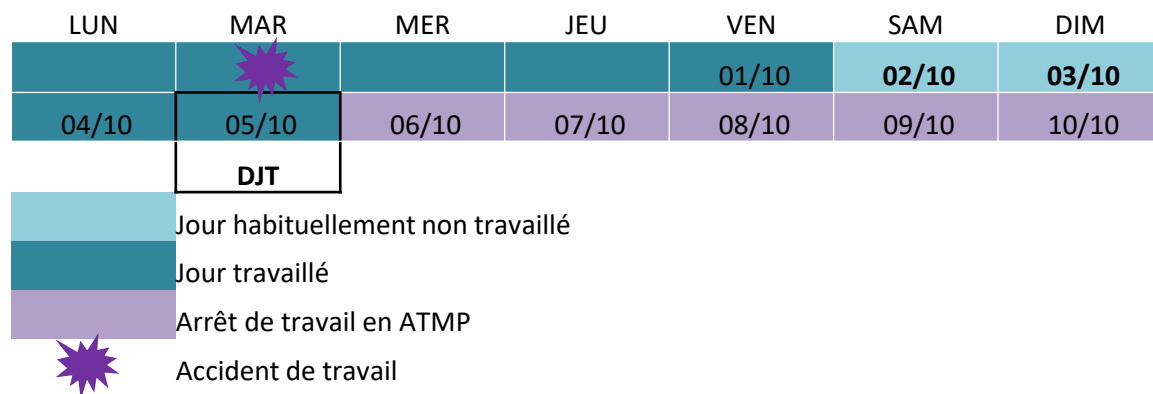 LUN MAR MER JEU VEN SAM DIM
01/10 02/10 03/10
04/10 05/10 06/10 07/10 08/10 09/10 10/10
DJT
Jour habituellement non travaillé
Jour travaillé
Arrêt de travail en ATMP
Accident de travail